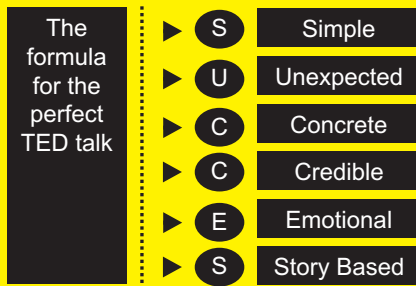 The
formula
for the
perfect
TED talk
S Simple
U Unexpected
C Concrete
C Credible
E Emotional
S Story Based